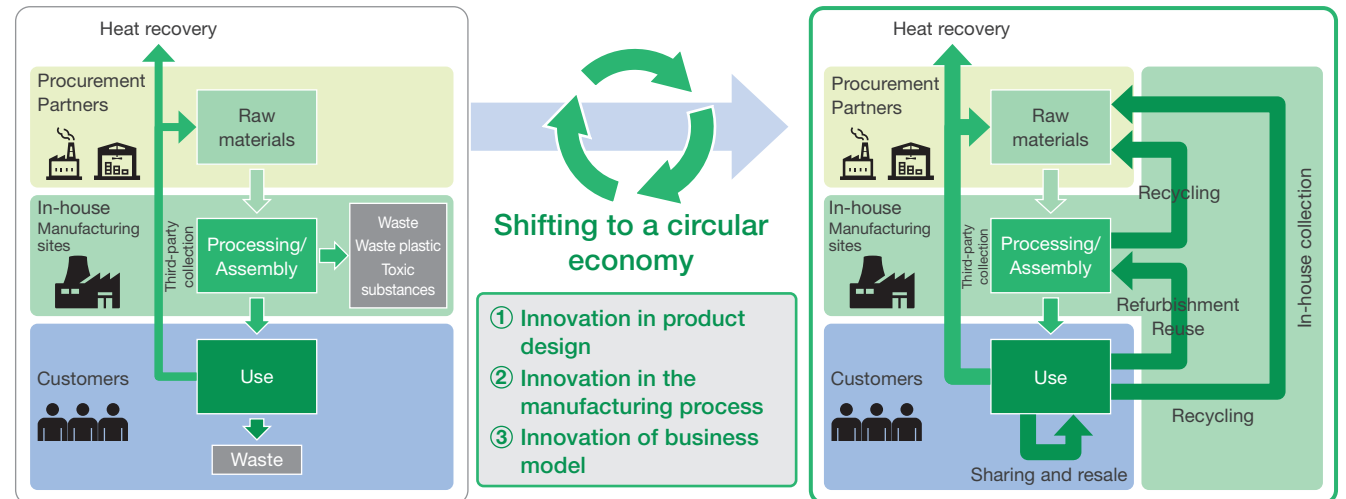 Heat recovery
Procurement
Partners
Raw
materials
In-house
Manufacturing
sites
Third-party
collection
Processing/
Assembly
Waste
Waste plastic
Toxic
substances
Customers
Use
Waste
Shifting to a circular
economy
① Innovation in product
design
② Innovation in the
manufacturing process
③ Innovation of business
model
Heat recovery
Procurement
Partners
Raw
materials
Recycling
In-house
Manufacturing
sites
Third-party
collection
Processing/
Assembly
Refurbishment
Reuse
In-house collection
Customers
Use
Recycling
Sharing and resale